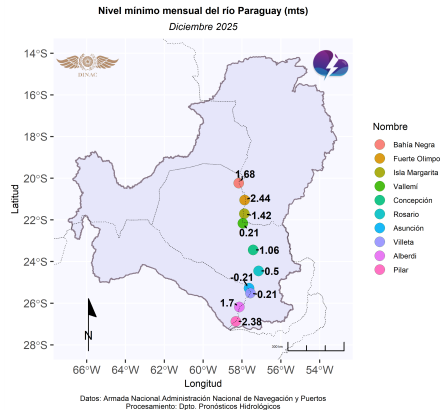 Nivel mínimo mensual del río Paraguay (mts)
Diciembre 2025
DINAC
14°S
16°S
18°S
20°S
22°S
24°S
26°S
28°S
Latitud
1.68
-2.44
-1.42
0.21
-1.06
-0.5
-0.21
-0.21
1.7
-2.38
N
66°W 64°W 62°W 60°W 58°W 56°W 54°W
Longitud
Nombre
Bahía Negra
Fuerte Olimpo
Isla Margarita
Vallemí
Concepción
Rosario
Asunción
Villeta
Alberdi
Pilar
Datos: Armada Nacional.Administración Nacional de Navegación y Puertos
Procesamiento: Dpto. Pronósticos Hidrológicos